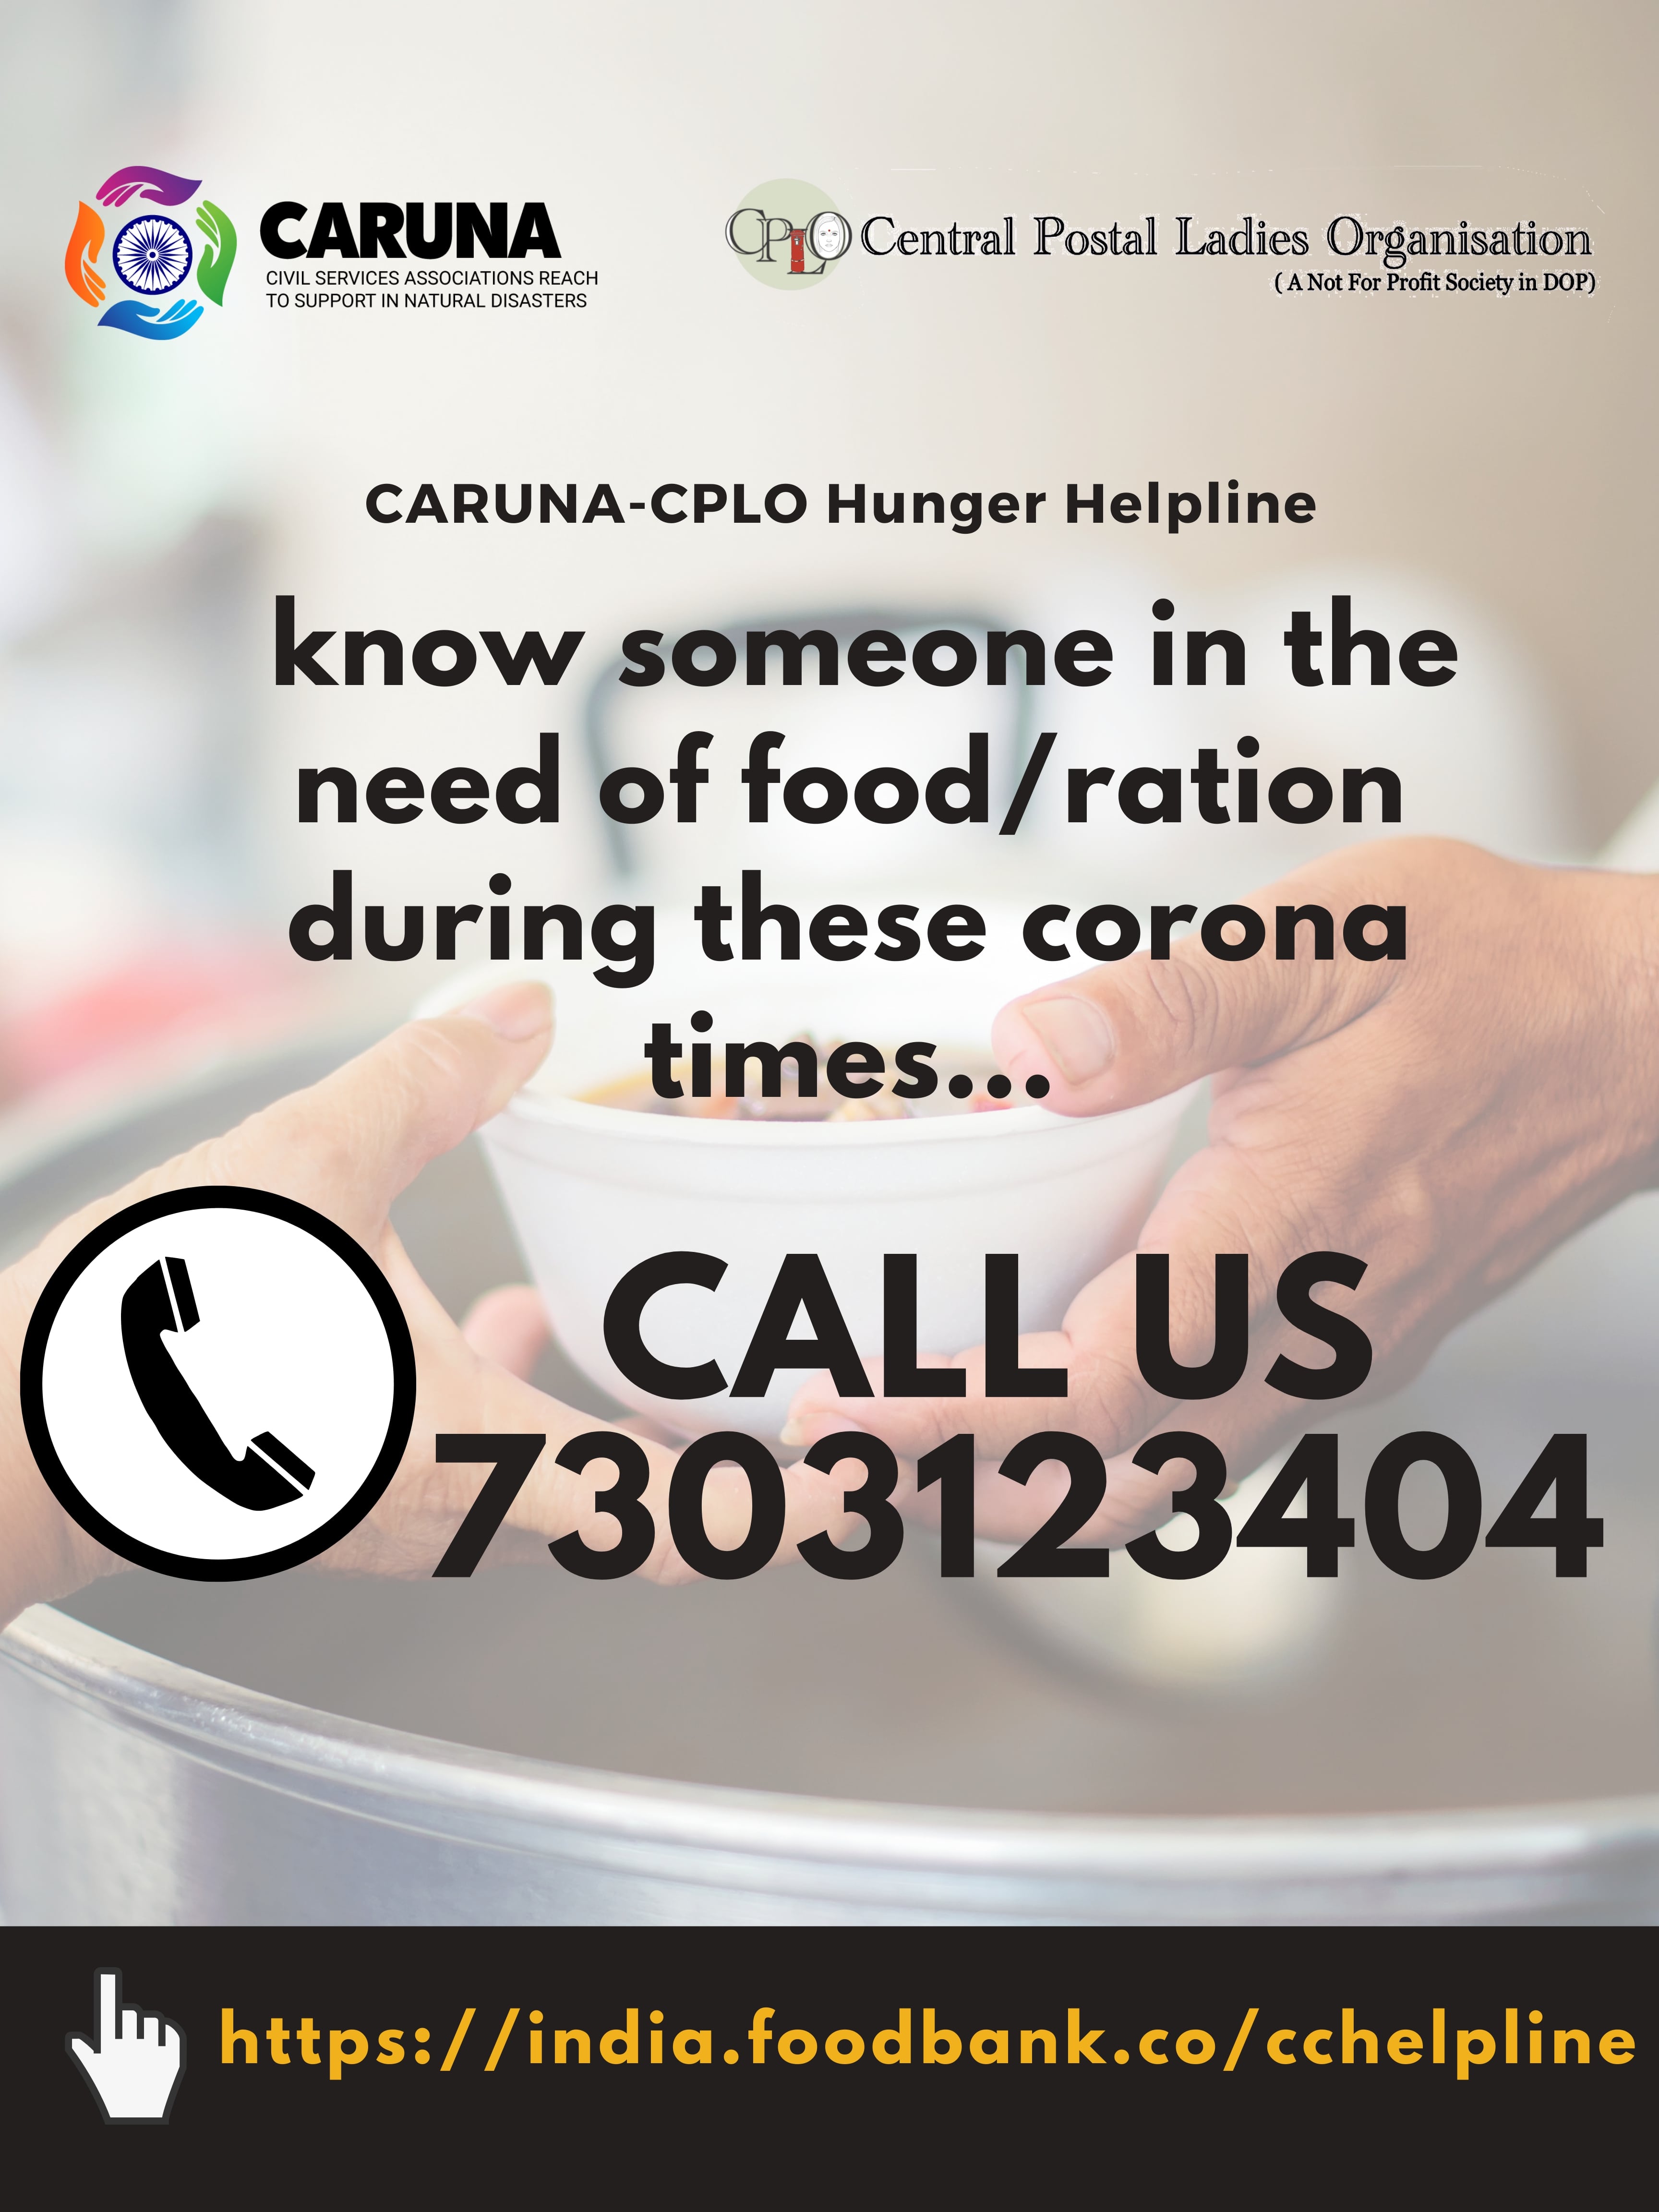 CARUNA
CIVIL SERVICES ASSOCIATIONS REACH
TO SUPPORT IN NATURAL DISASTERS
CPLO Central Postal Ladies Organisation
( A Not For Profit Society in DOP)
CARUNA-CPLO Hunger Helpline
know someone in the
need of food/ration
during these corona
times...
CALL US
7303123404
https://india.foodbank.co/cchelpline